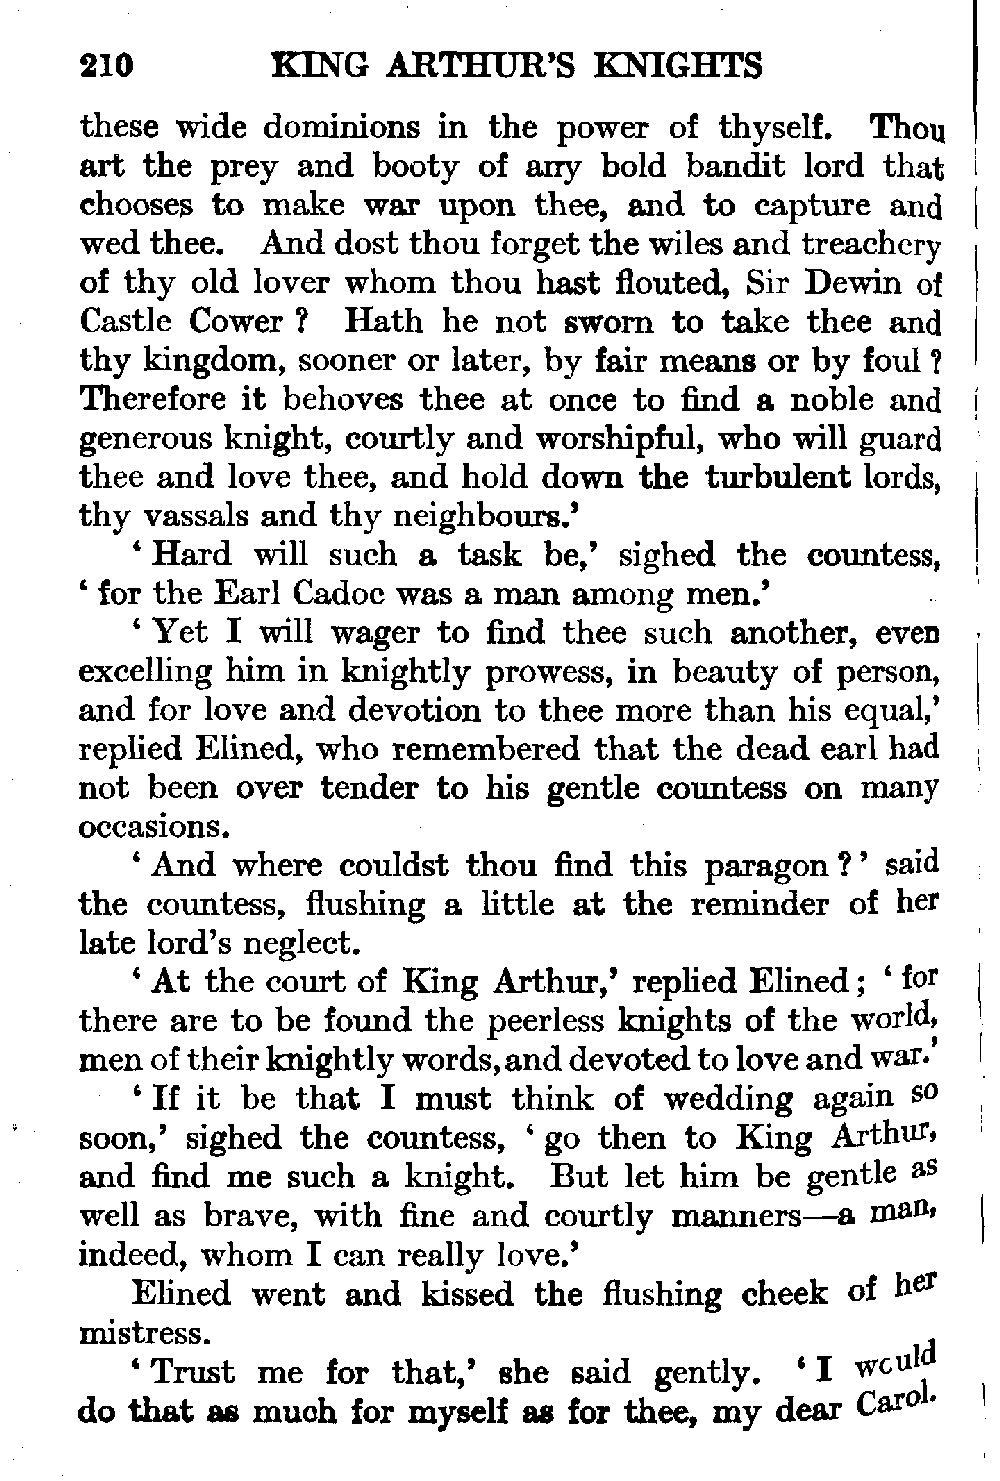 210 KING ARTHUR'S KNIGHTS
these wide dominions in the power of thyself. Thou
art the prey and booty of any bold bandit lord that
chooses to make war upon thee, and to capture and
wed thee. And dost thou forget the wiles and treachery
of thy old lover whom thou hast flouted, Sir Dewin of
Castle Cower ? Hath he not sworn to take thee and
thy kingdom, sooner or later, by fair means or by foul ?
Therefore it behoves thee at once to find a noble and
generous knight, courtly and worshipful, who will guard
thee and love thee, and hold down the turbulent lords,
thy vassals and thy neighbours.'
' Hard will such a task be,' sighed the countess,
' for the Earl Cadoc was a man among men.'
' Yet I will wager to find thee such another, even
excelling him in knightly prowess, in beauty of person,
and for love and devotion to thee more than his equal,'
replied Elined, who remembered that the dead earl had
not been over tender to his gentle countess on many
occasions.
' And where couldst thou find this paragon ? ' said
the countess, flushing a little at the reminder of her
late lord's neglect.
' At the court of King Arthur,' replied Elined ; ' for
there are to be found the peerless knights of the world,
men of their knightly words, and devoted to love and war.'
' If it be that I must think of wedding again so
soon,' sighed the countess, ' go then to King Arthur,
and find me such a knight. But let him be gentle as
well as brave, with fine and courtly manners—a man,
indeed, whom I can really love.'
Elined went and kissed the flushing cheek of her
mistress.
' Trust me for that,' she said gently. ' I would
do that as much for myself as for thee, my dear Carol.